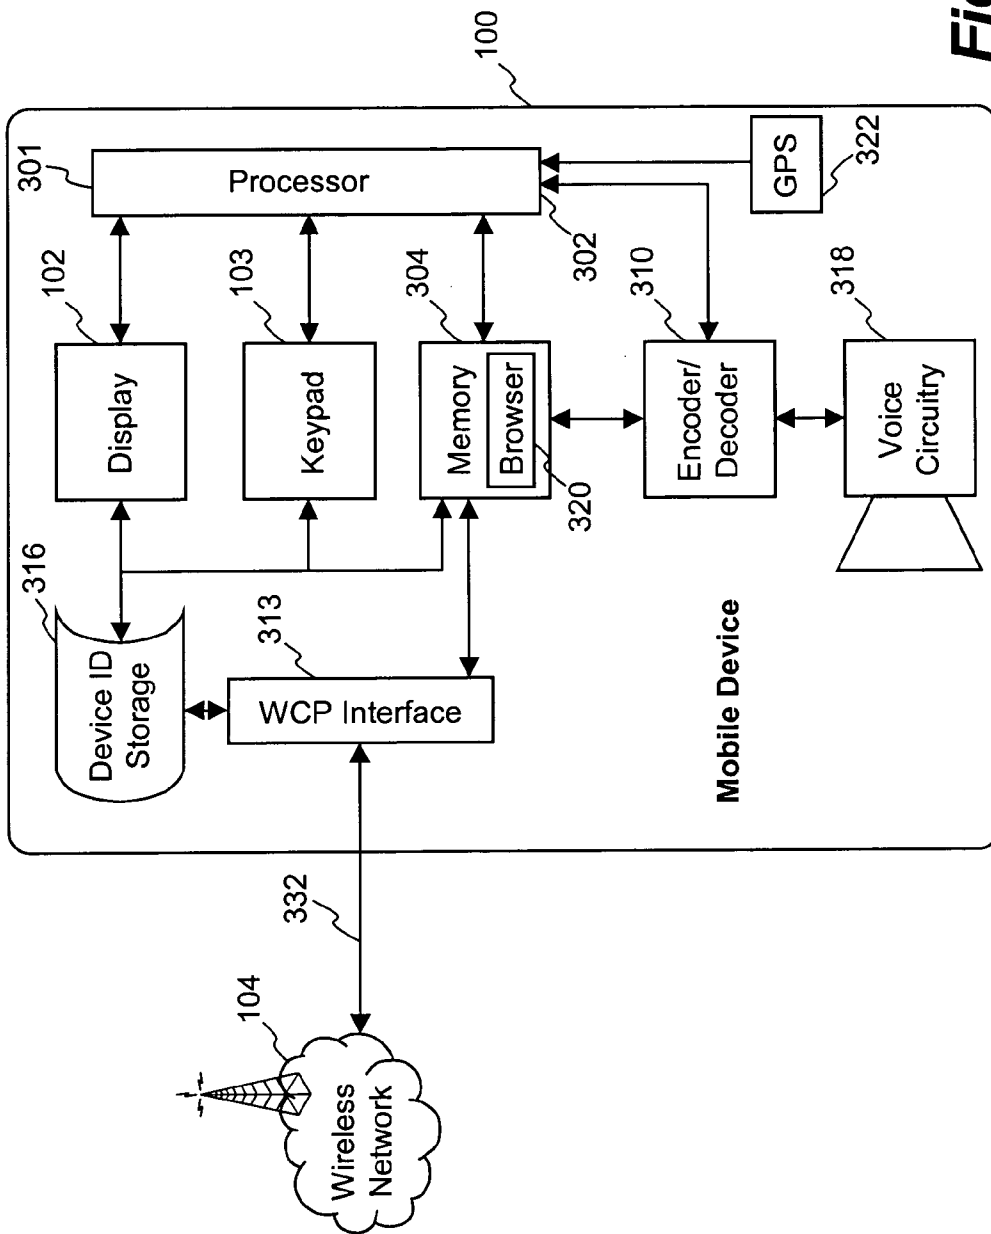 301
316
102
Device ID
Storage
Display
104
313
103
332
Processor
Keypad
Wireless
Network
WCP Interface
304
Memory
100
Browser
320
302
310
Encoder/
Decoder
Mobile Device
GPS
318
322
Voice
Circuitry